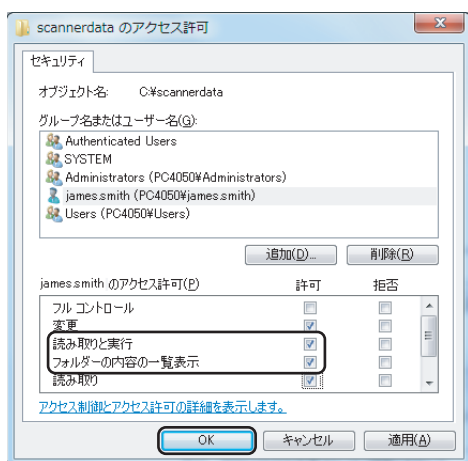 scannerdata のアクセス許可
セキュリティ
オブジェクト名: C:¥scannerdata
グループ名またはユーザー名(G):
Authenticated Users
SYSTEM
Administrators (PC4050¥Administrators)
james.smith (PC4050¥james.smith)
Users (PC4050¥Users)
追加(D)... 削除(R)
james.smith のアクセス許可(P) 許可 拒否
フル コントロール
変更
読み取りと実行
フォルダーの内容の一覧表示
読み取り
アクセス制御とアクセス許可の詳細を表示します。
OK キャンセル 適用(A)